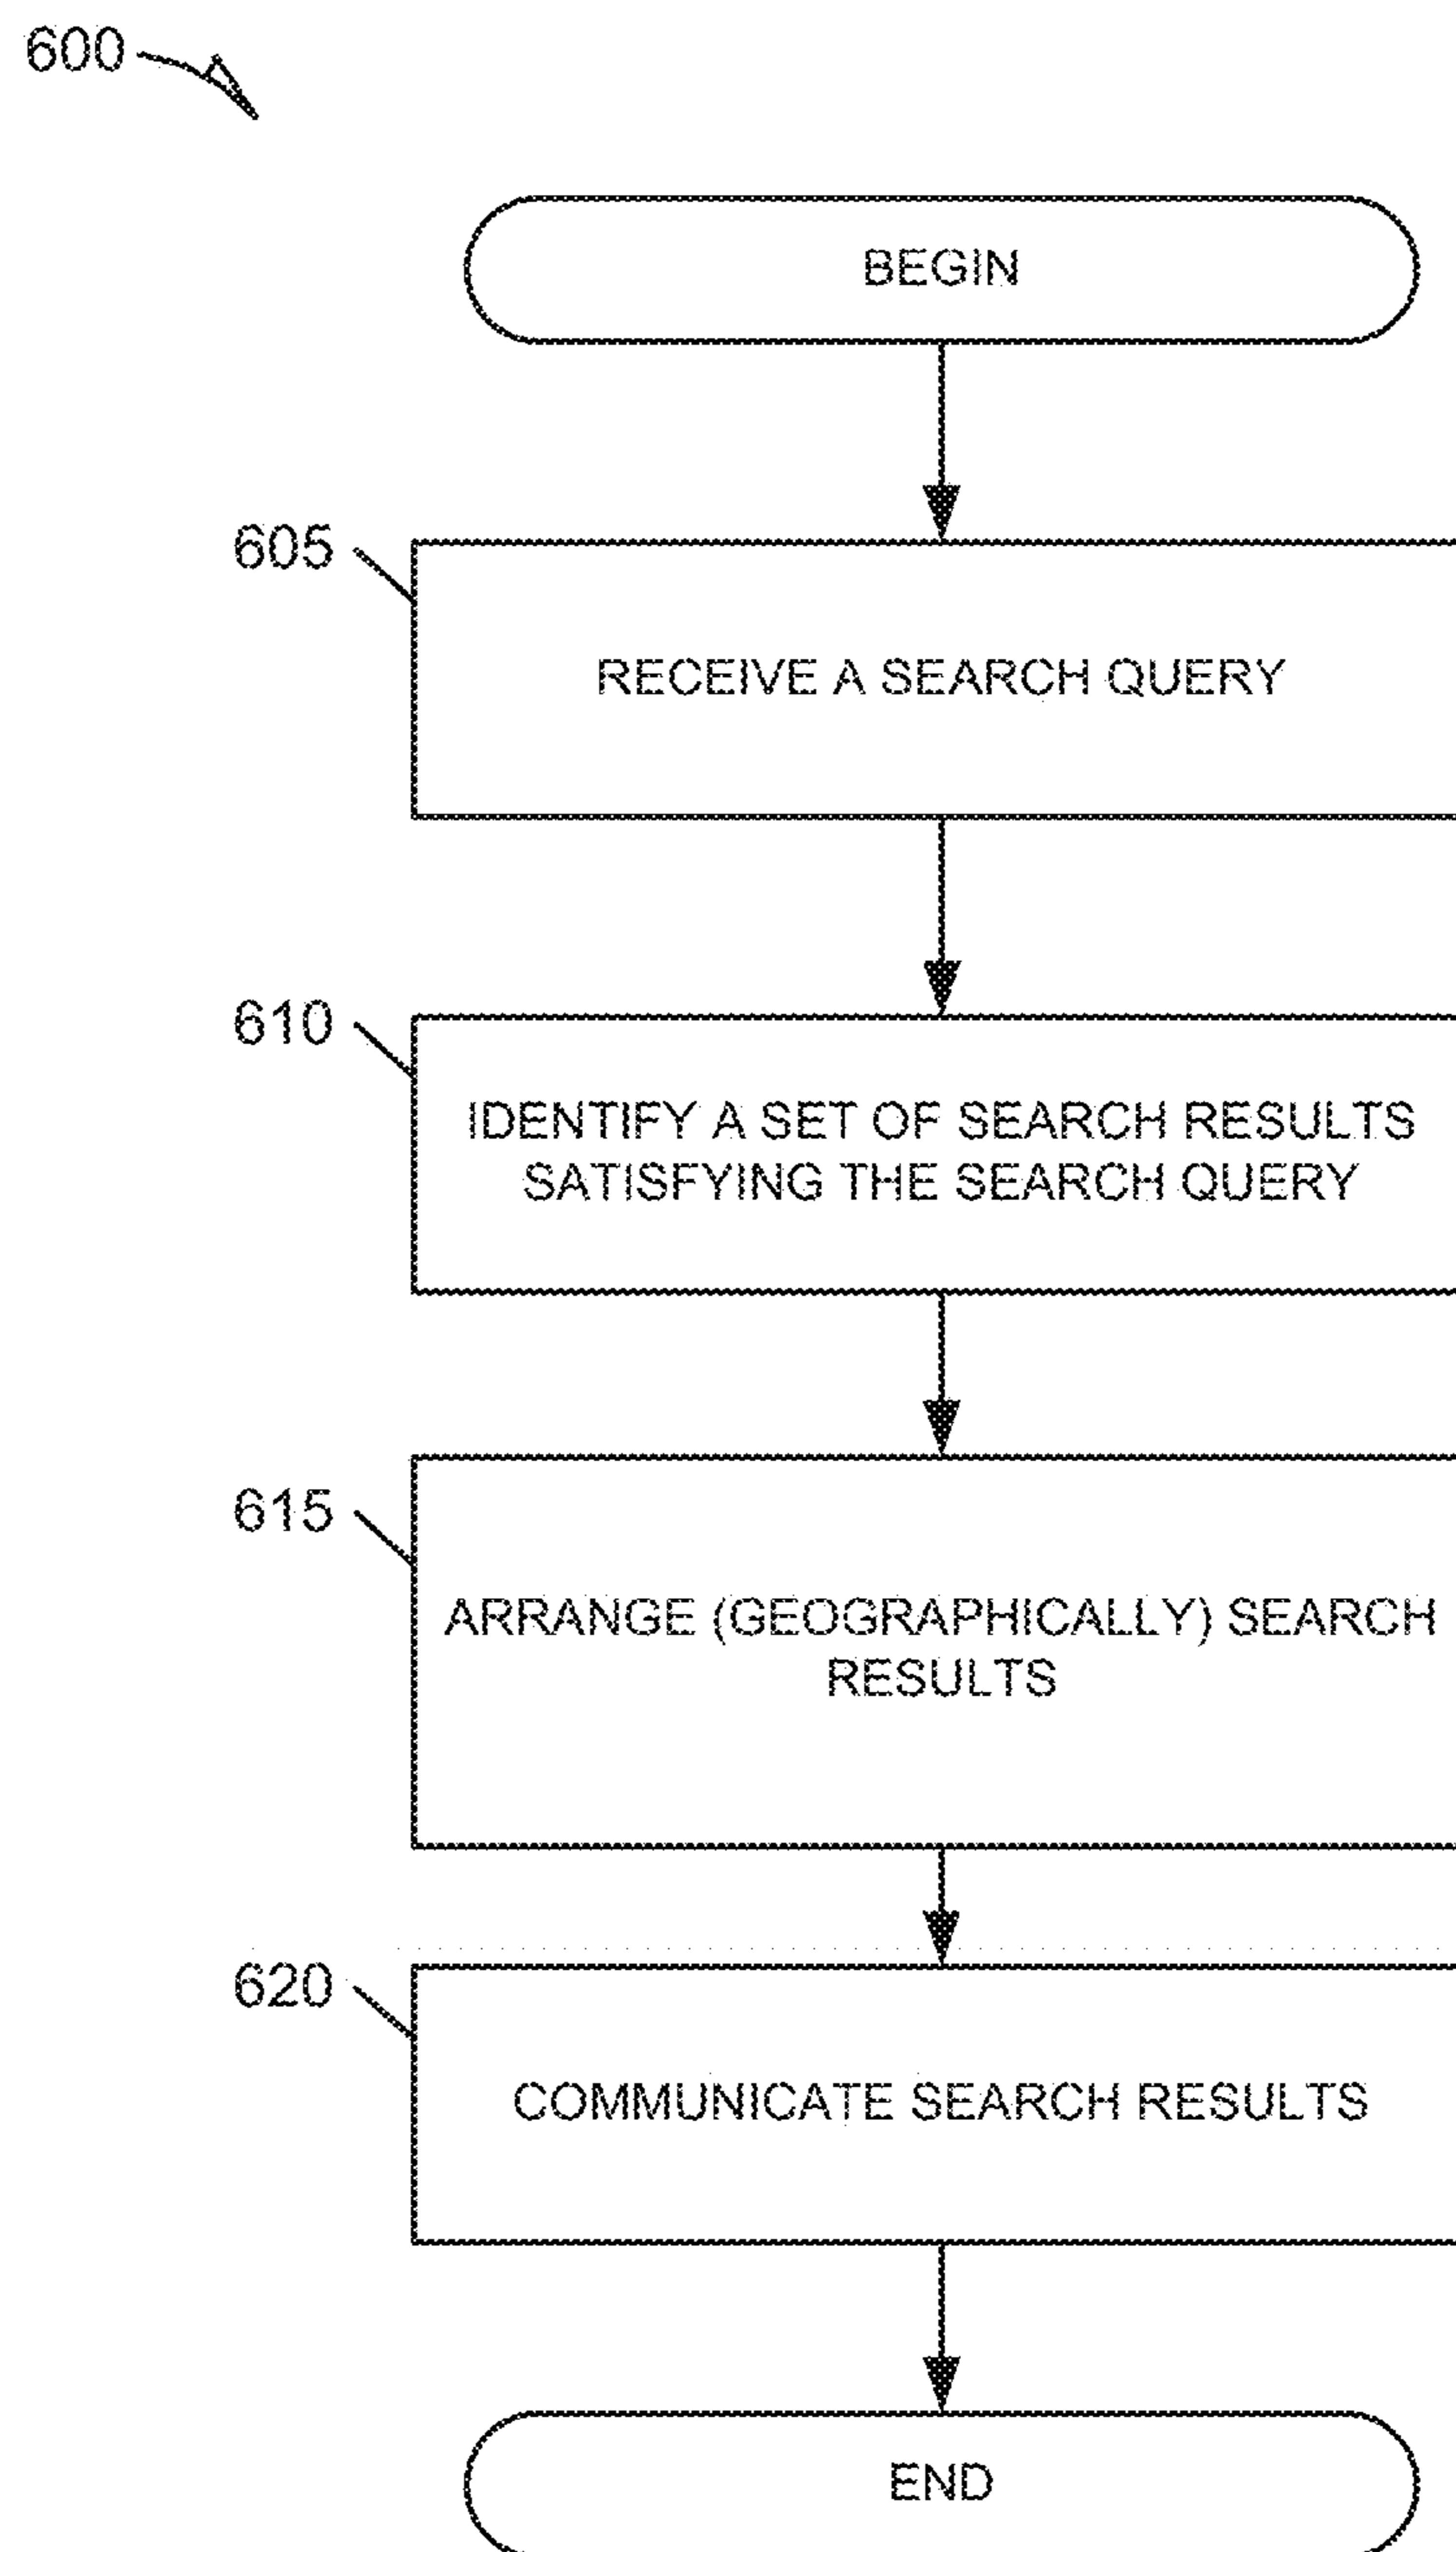 600
BEGIN
605
RECEIVE A SEARCH QUERY
610
IDENTIFY A SET OF SEARCH RESULTS
SATISFYING THE SEARCH QUERY
615
ARRANGE (GEOGRAPHICALLY) SEARCH
RESULTS
620
COMMUNICATE SEARCH RESULTS
END